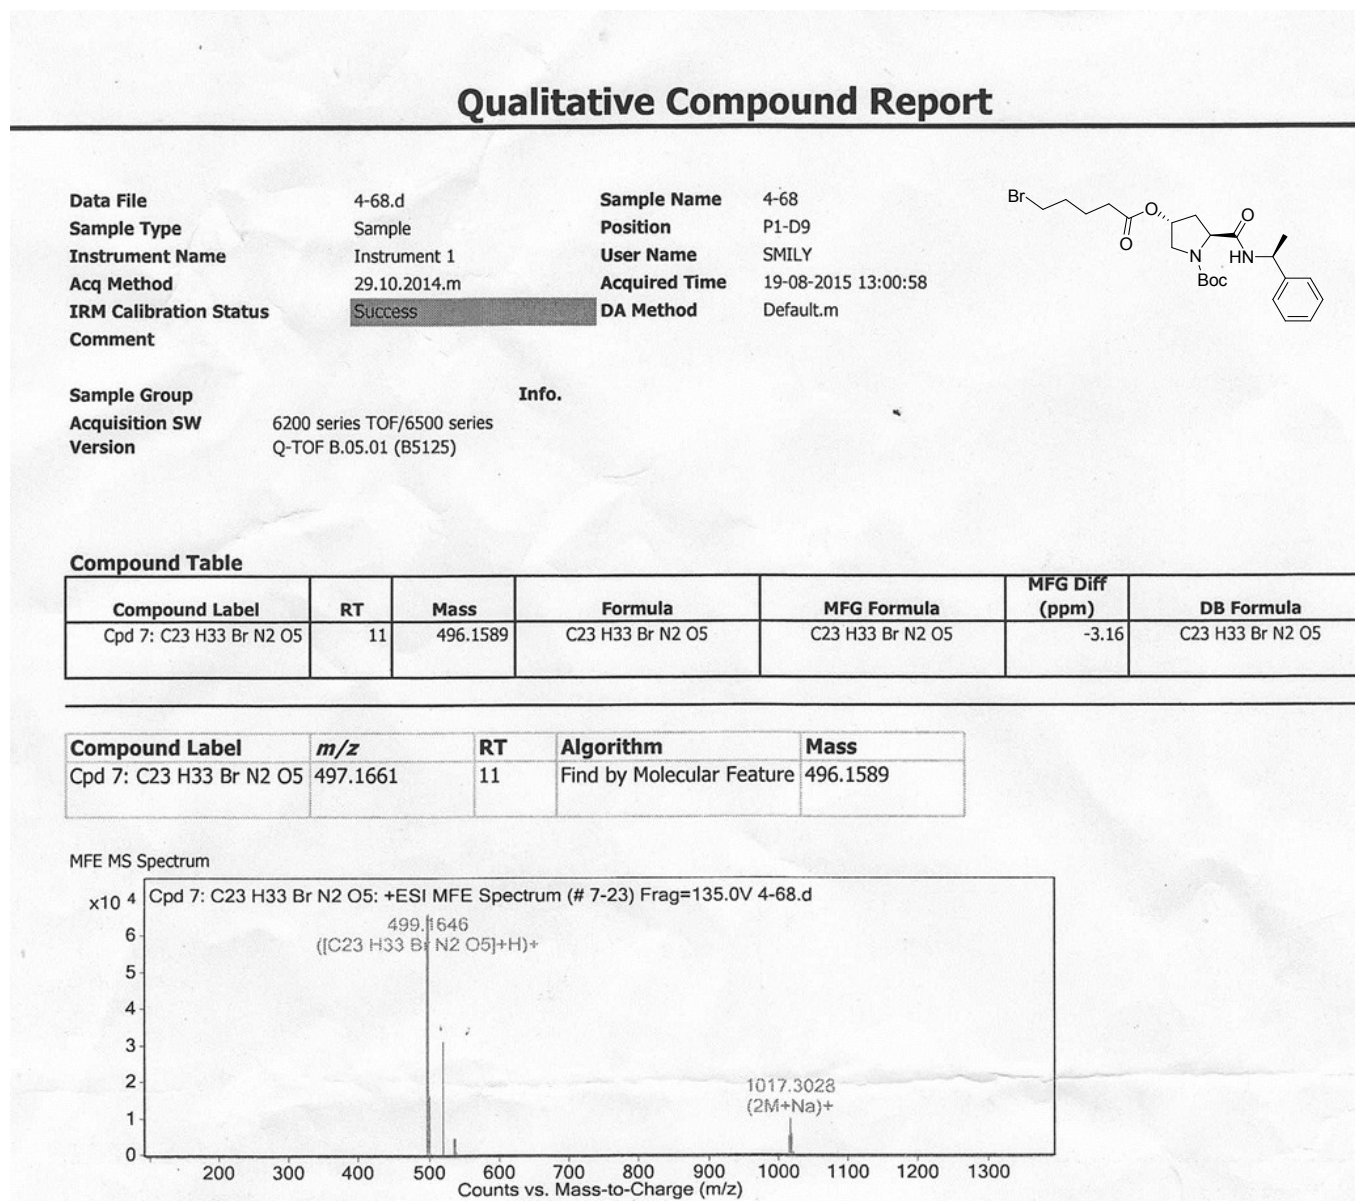 Qualitative Compound Report
Data File 4-68.d Sample Name 4-68
Sample Type Sample Position P1-D9
Instrument Name Instrument 1 User Name SMILY
Acq Method 29.10.2014.m Acquired Time 19-08-2015 13:00:58
IRM Calibration Status Success DA Method Default.m
Comment
Br O O O N HN Boc
Sample Group Info.
Acquisition SW 6200 series TOF/6500 series
Version Q-TOF B.05.01 (B5125)
Compound Table
Compound Label RT Mass Formula MFG Formula MFG Diff (ppm) DB Formula
Cpd 7: C23 H33 Br N2 O5 11 496.1589 C23 H33 Br N2 O5 C23 H33 Br N2 O5 -3.16 C23 H33 Br N2 O5
Compound Label m/z RT Algorithm Mass
Cpd 7: C23 H33 Br N2 O5 497.1661 11 Find by Molecular Feature 496.1589
MFE MS Spectrum
x10 4 Cpd 7: C23 H33 Br N2 O5: +ESI MFE Spectrum (# 7-23) Frag=135.0V 4-68.d
499.1646
([C23 H33 Br N2 O5]+H)+
6
5
4
3
2
1
0
1017.3028
(2M+Na)+
200 300 400 500 600 700 800 900 1000 1100 1200 1300
Counts vs. Mass-to-Charge (m/z)